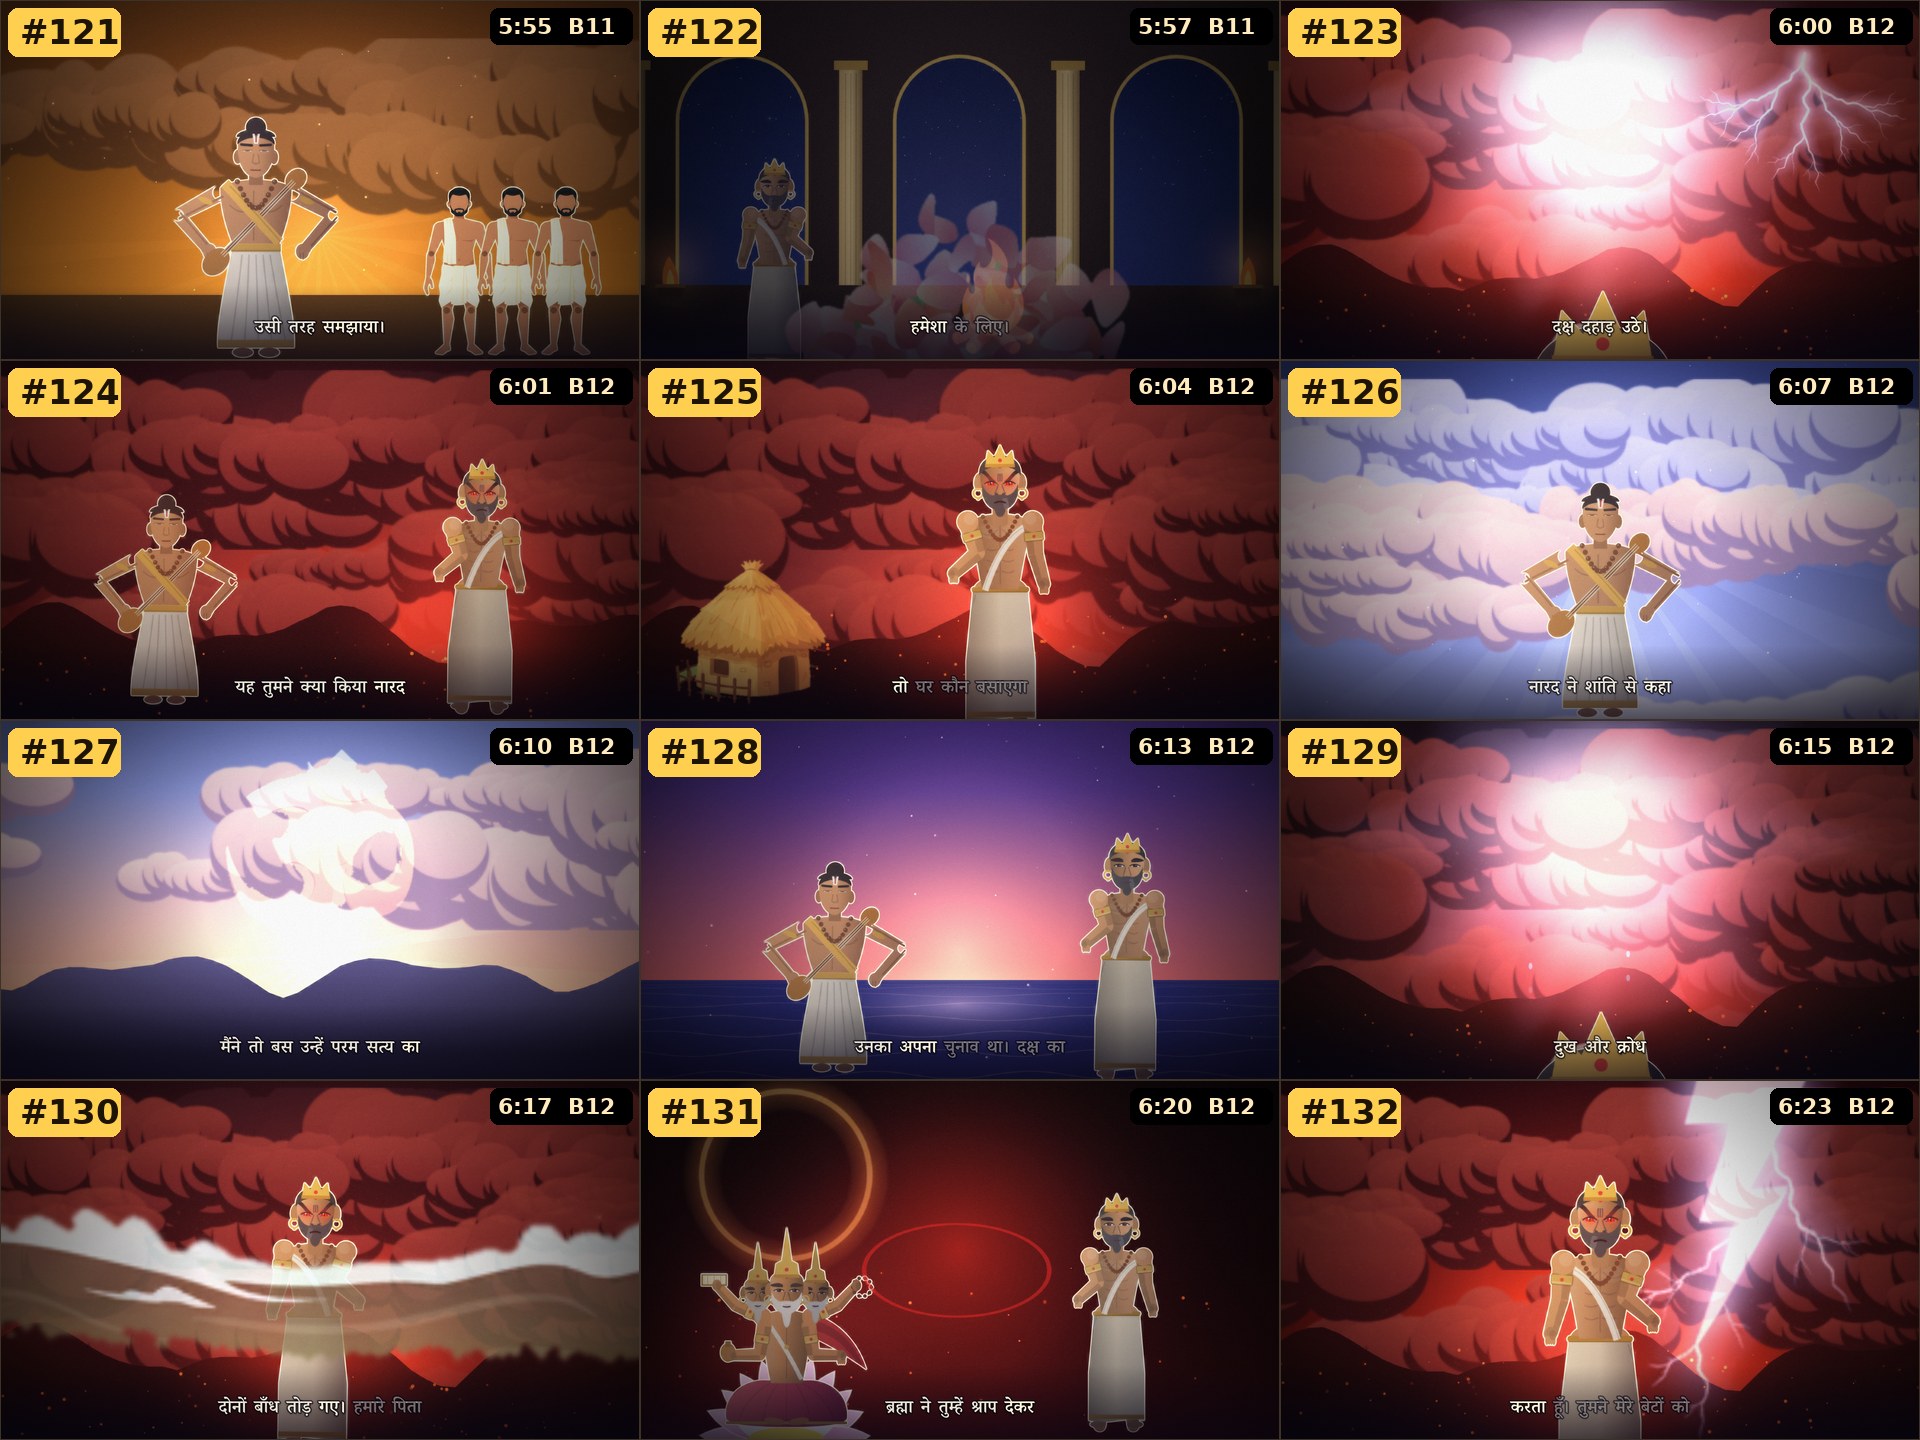 #121
5:55 B11
उसी तरह समझाया।
#122
5:57 B11
हमेशा के लिए।
#123
6:00 B12
दक्ष दहाड़ उठे।
#124
6:01 B12
यह तुमने क्या किया नारद
#125
6:04 B12
तो घर कौन बसाएगा
#126
6:07 B12
नारद ने शांति से कहा
#127
6:10 B12
मैंने तो बस उन्हें परम सत्य का
#128
6:13 B12
उनका अपना चुनाव था। दक्ष का
#129
6:15 B12
दुख और क्रोध
#130
6:17 B12
दोनों बाँध तोड़ गए। हमारे पिता
#131
6:20 B12
ब्रह्मा ने तुम्हें श्राप देकर
#132
6:23 B12
करता हूँ। तुमने मेरे बेटों को